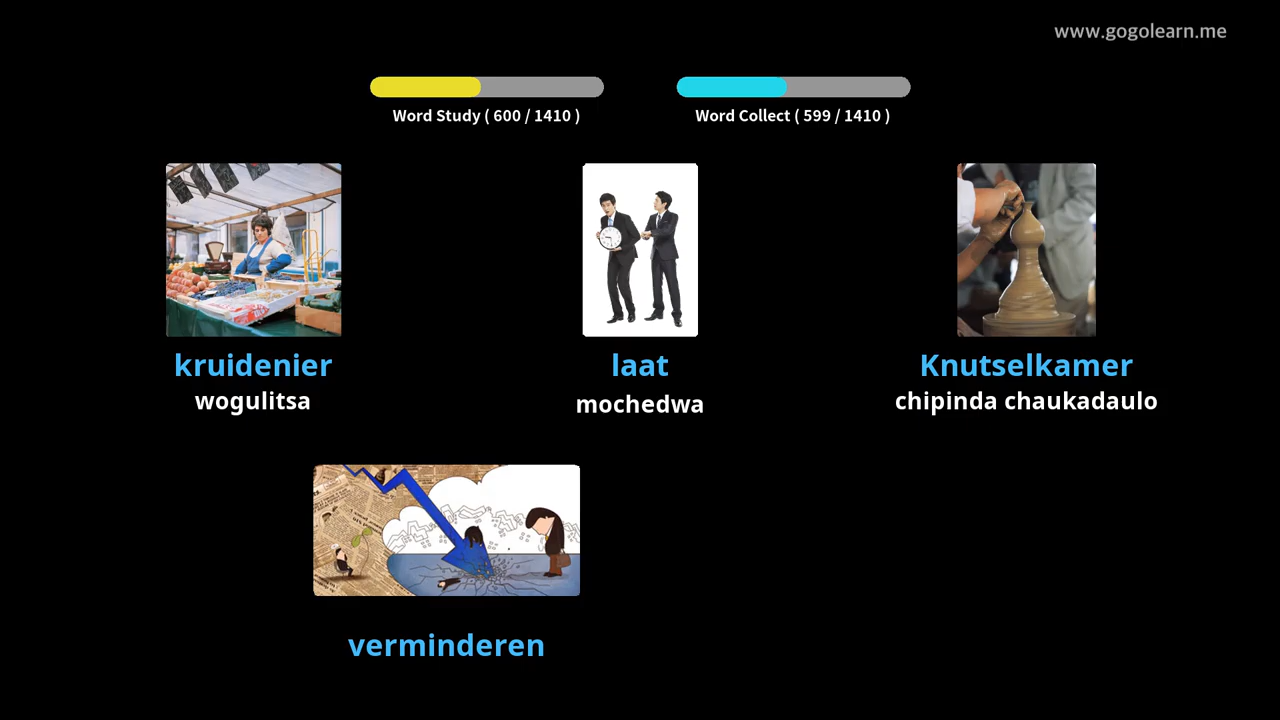 www.gogolearn.me
Word Study ( 600 / 1410 )
Word Collect ( 599 / 1410 )
kruidenier
wogulitsa
laat
mochedwa
Knutselkamer
chipinda chaukadaulo
verminderen